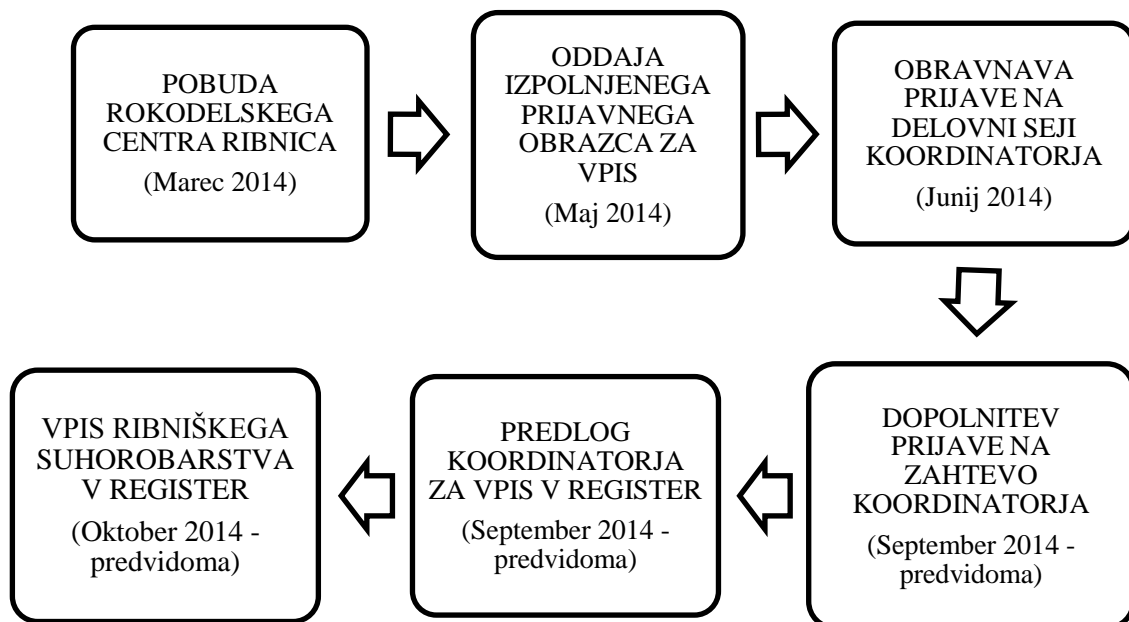 POBUDA
ROKODELSKEGA
CENTRA RIBNICA
(Marec 2014)
ODDAJA
IZPOLNJENEGA
PRIJAVNEGA
OBRAZCA ZA
VPIS
(Maj 2014)
OBRAVNAVA
PRIJAVE NA
DELOVNI SEJI
KOORDINATORJA
(Junij 2014)
DOPOLNITEV
PRIJAVE NA
ZAHTEVO
KOORDINATORJA
(September 2014 -
predvidoma)
PREDLOG
KOORDINATORJA
ZA VPIS V REGISTER
(September 2014 -
predvidoma)
VPIS RIBNIŠKEGA
SUHOROBARSTVA
V REGISTER
(Oktober 2014 -
predvidoma)